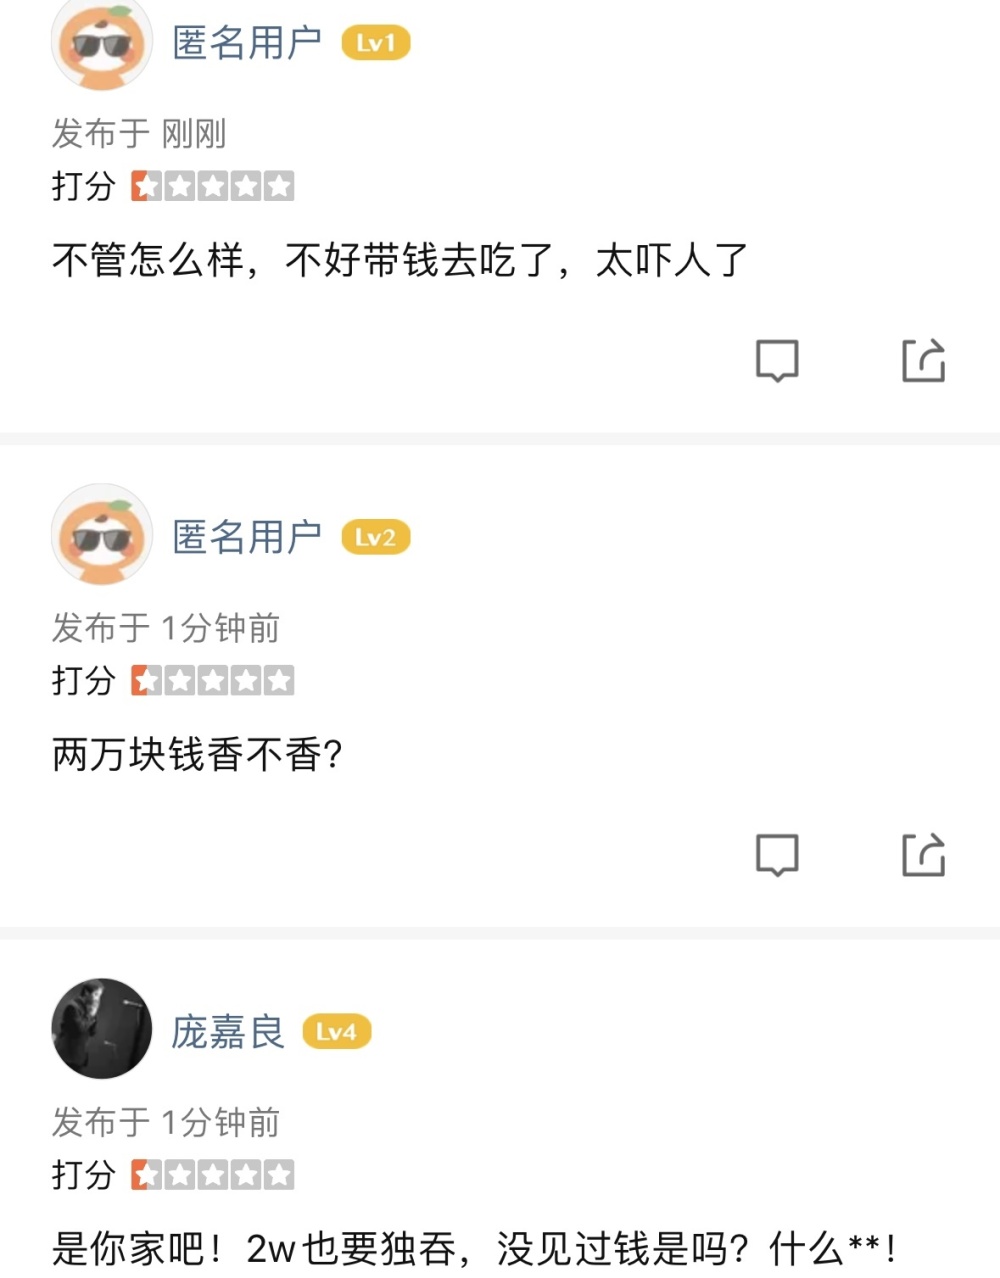 匿名用户 Lv1
发布于 刚刚
打分
不管怎么样，不好带钱去吃了，太吓人了
匿名用户 Lv2
发布于 1分钟前
打分
两万块钱香不香？
庞嘉良 Lv4
发布于 1分钟前
打分
是你家吧！2w也要独吞，没见过钱是吗？什么**！